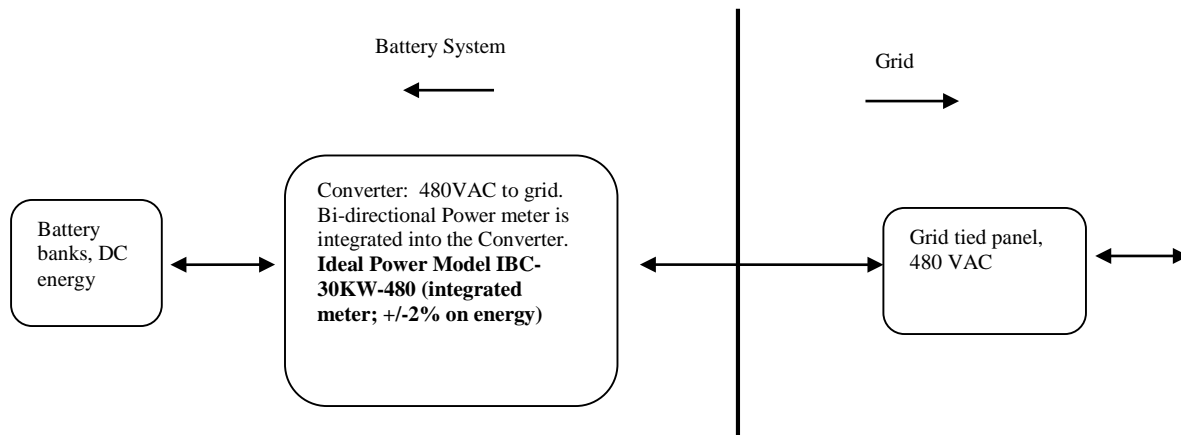 Battery System
Grid
Battery
banks, DC
energy
Converter:  480VAC to grid.
Bi-directional Power meter is
integrated into the Converter.
Ideal Power Model IBC-
30KW-480 (integrated
meter; +/-2% on energy)
Grid tied panel,
480 VAC